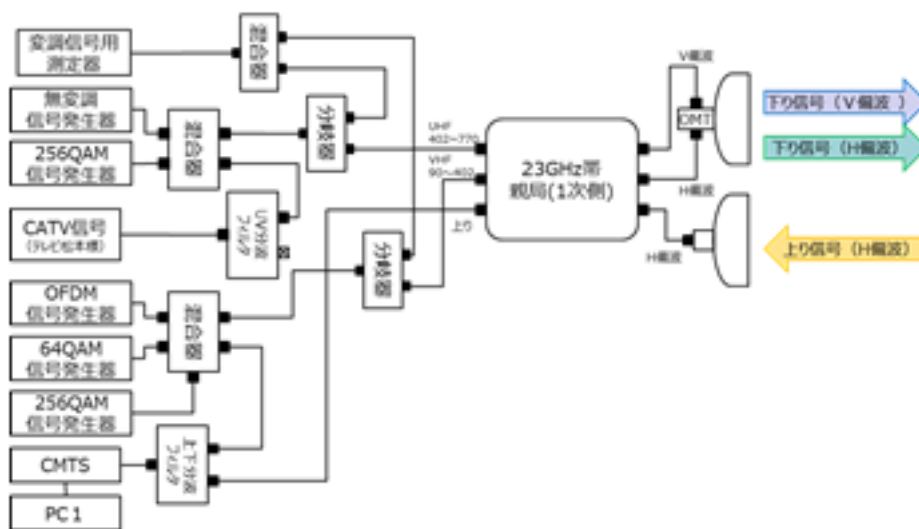 変調信号用
測定器
無変調
信号発生器
256QAM
信号発生器
CATV信号
(テレビ松本様)
OFDM
信号発生器
64QAM
信号発生器
256QAM
信号発生器
CMTS
PC 1
混合器
混合器
分岐器
UV分波
フィルタ
混合器
分岐器
上下分波
フィルタ
UHF
402~770
VHF
90~402
上り
23GHz帯
親局(1次側)
V偏波
OMT
H偏波
H偏波
下り信号（V偏波 ）
下り信号（H偏波）
上り信号（H偏波）